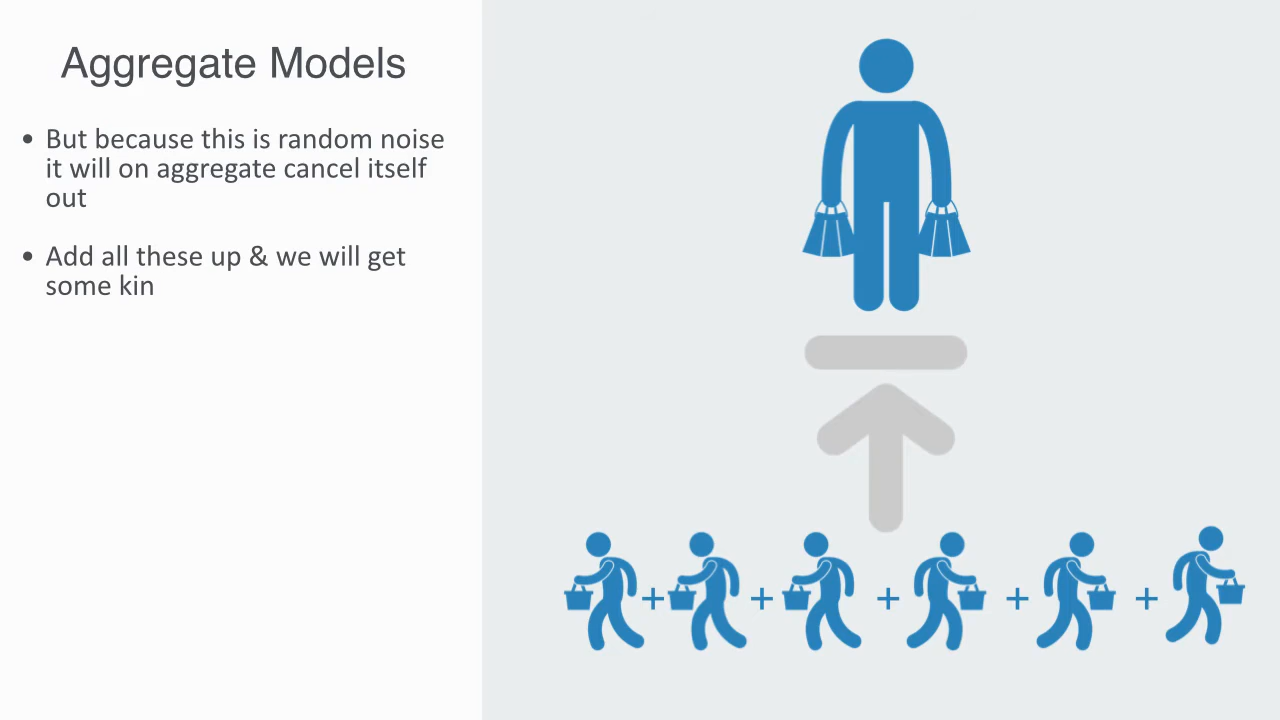 Aggregate Models
• But because this is random noise
it will on aggregate cancel itself
out
• Add all these up & we will get
some kin
+ + + + +